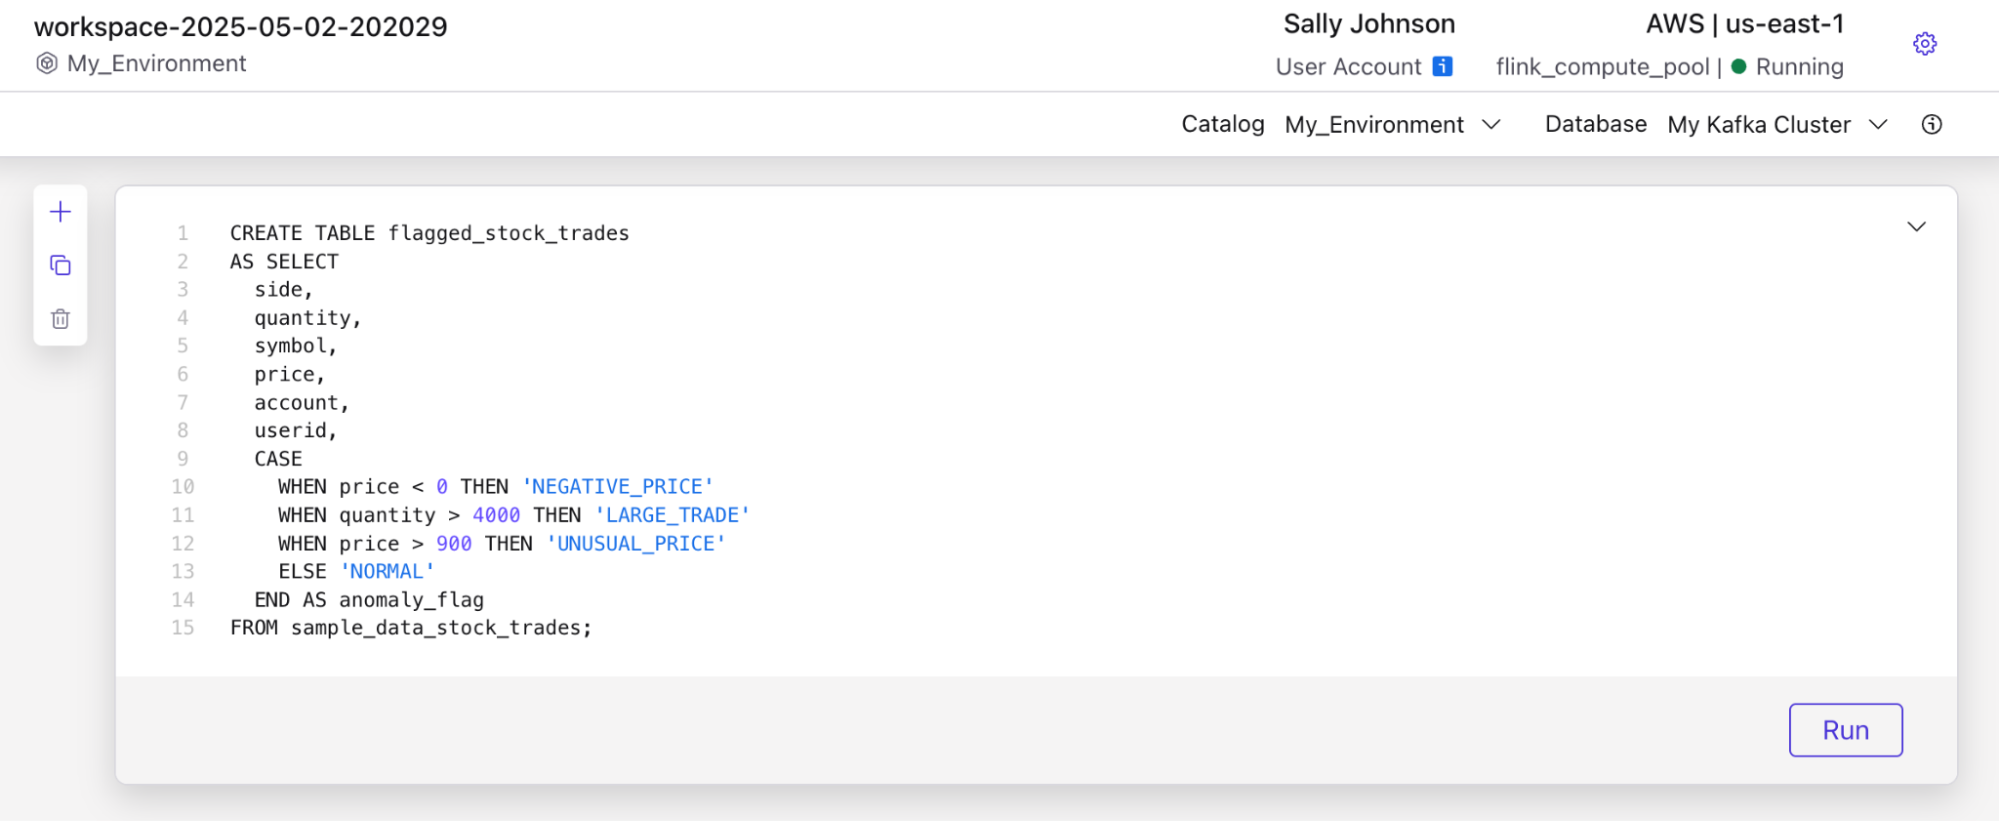 workspace-2025-05-02-202029
My_Environment
Sally Johnson
User Account
AWS | us-east-1
flink_compute_pool | Running
Catalog My_Environment Database My Kafka Cluster
1 CREATE TABLE flagged_stock_trades
2 AS SELECT
3 side,
4 quantity,
5 symbol,
6 price,
7 account,
8 userid,
9 CASE
10 WHEN price < 0 THEN 'NEGATIVE_PRICE'
11 WHEN quantity > 4000 THEN 'LARGE_TRADE'
12 WHEN price > 900 THEN 'UNUSUAL_PRICE'
13 ELSE 'NORMAL'
14 END AS anomaly_flag
15 FROM sample_data_stock_trades;
Run